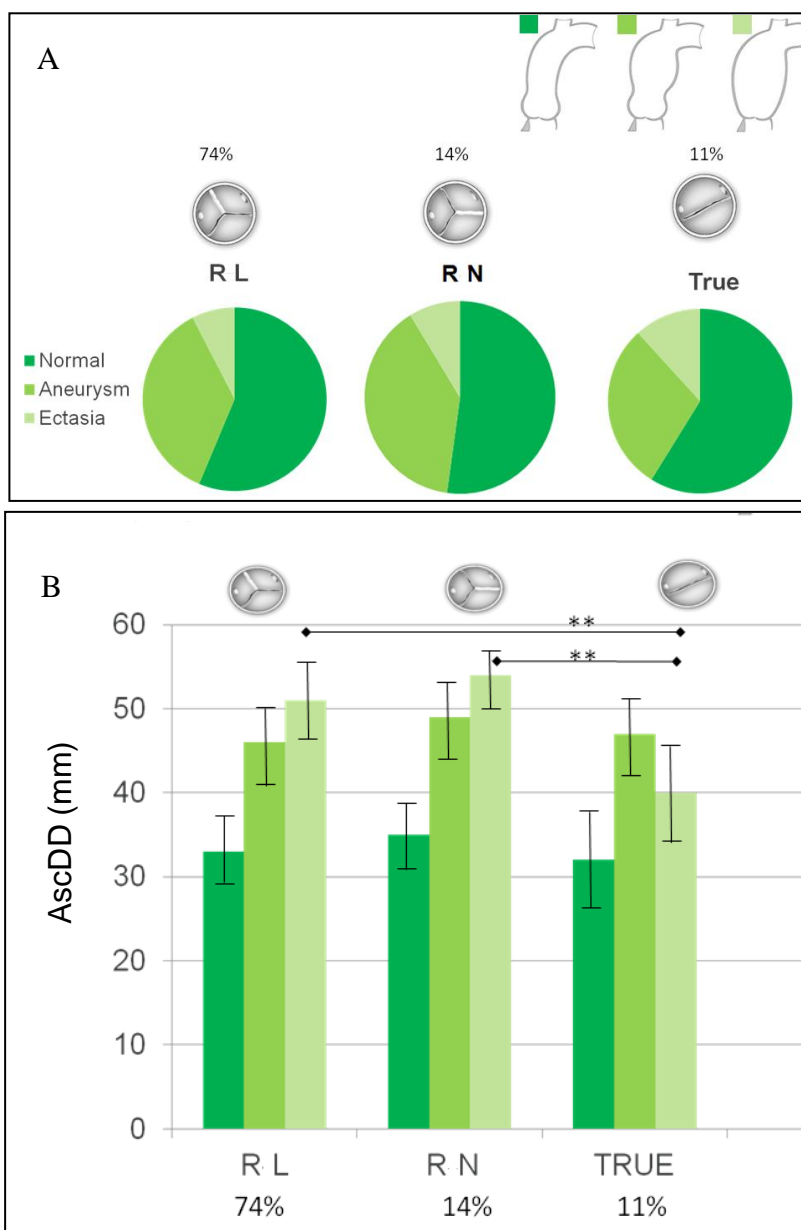 A
74% 14% 11%
R L R N True
Normal
Aneurysm
Ectasia
B
**
**
60
50
40
30
20
10
0
AscDD (mm)
R L R N TRUE
74% 14% 11%